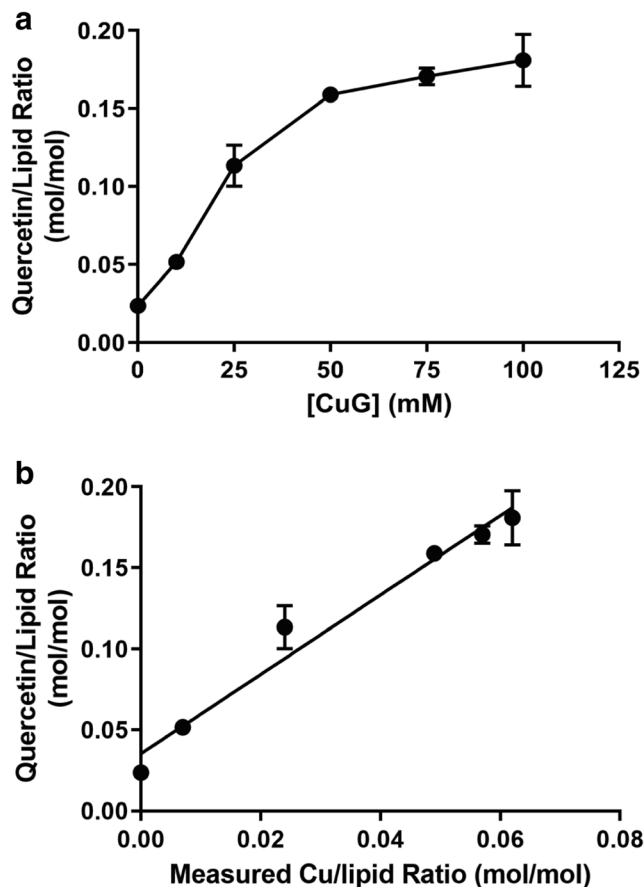 a
Quercetin/Lipid Ratio
(mol/mol)
0.20
0.15
0.10
0.05
0.00
0
25
50
75
100
125
[CuG] (mM)
b
Quercetin/Lipid Ratio
(mol/mol)
0.20
0.15
0.10
0.05
0.00
0.00
0.02
0.04
0.06
0.08
Measured Cu/lipid Ratio (mol/mol)